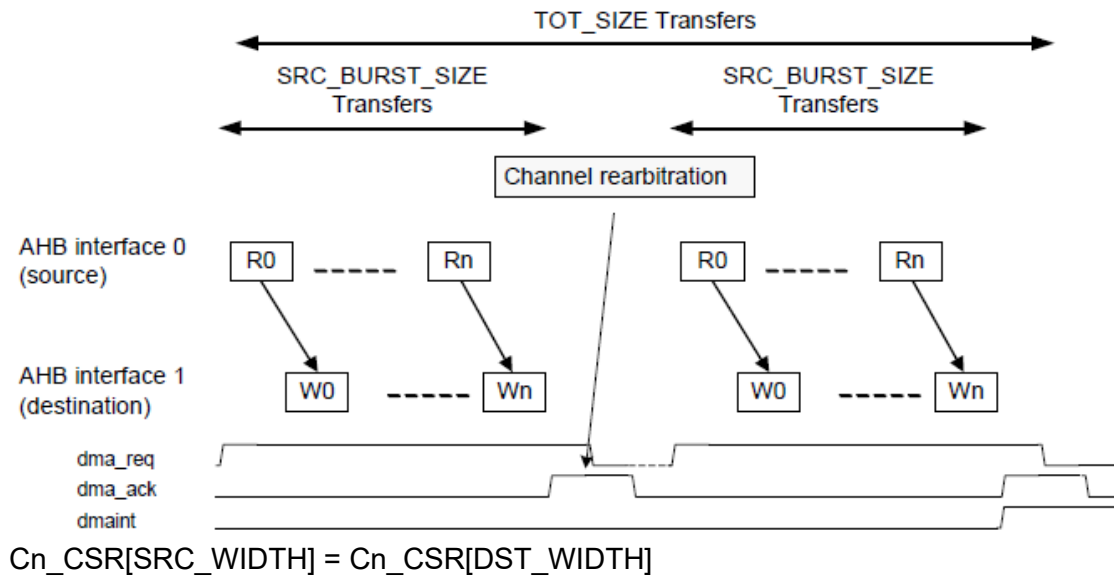 TOT_SIZE Transfers
SRC_BURST_SIZE
Transfers
SRC_BURST_SIZE
Transfers
Channel rearbitration
AHB interface 0
(source)
R0
Rn
R0
Rn
AHB interface 1
(destination)
W0
Wn
W0
Wn
dma_req
dma_ack
dmaint
Cn_CSR[SRC_WIDTH] = Cn_CSR[DST_WIDTH]